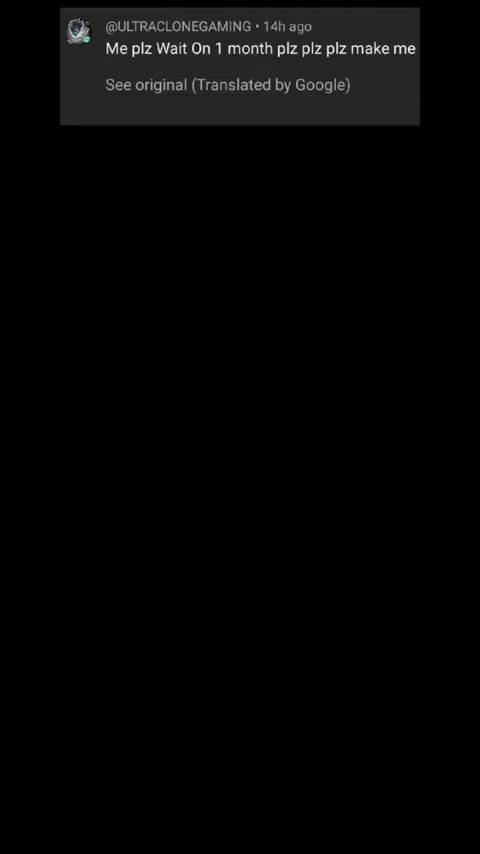 @ULTRACLONEGAMING • 14h ago
Me plz Wait On 1 month plz plz plz make me
See original (Translated by Google)